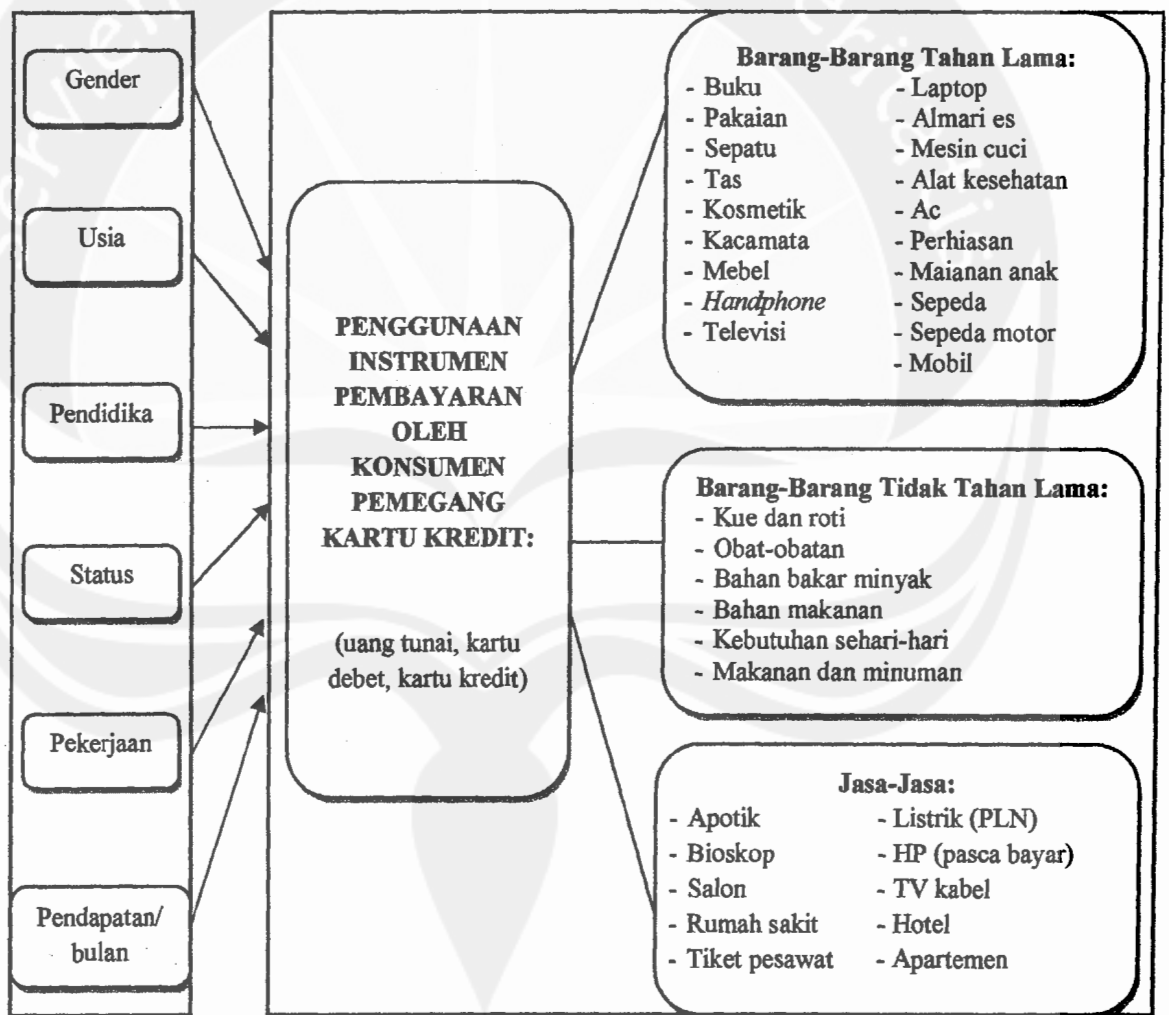 Gender
Usia
Pendidika
Status
Pekerjaan
Pendapatan/
bulan
PENGGUNAAN
INSTRUMEN
PEMBAYARAN
OLEH
KONSUMEN
PEMEGANG
KARTU KREDIT:
(uang tunai, kartu
debet, kartu kredit)
Barang-Barang Tahan Lama:
- Buku
- Pakaian
- Sepatu
- Tas
- Kosmetik
- Kacamata
- Mebel
- Handphone
- Televisi
- Laptop
- Almari es
- Mesin cuci
- Alat kesehatan
- Ac
- Perhiasan
- Maianan anak
- Sepeda
- Sepeda motor
- Mobil
Barang-Barang Tidak Tahan Lama:
- Kue dan roti
- Obat-obatan
- Bahan bakar minyak
- Bahan makanan
- Kebutuhan sehari-hari
- Makanan dan minuman
Jasa-Jasa:
- Apotik
- Bioskop
- Salon
- Rumah sakit
- Tiket pesawat
- Listrik (PLN)
- HP (pasca bayar)
- TV kabel
- Hotel
- Apartemen